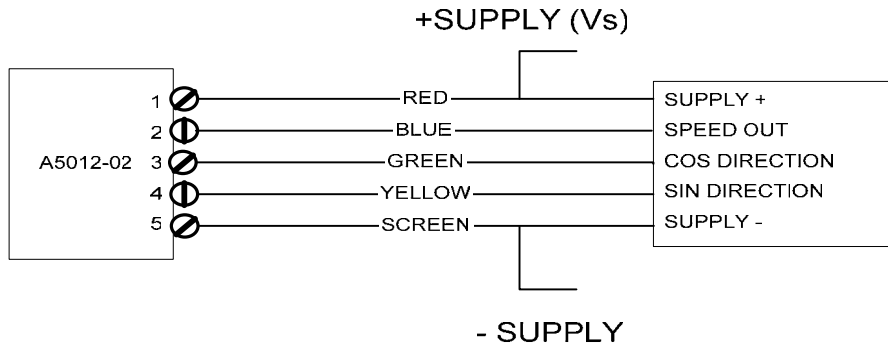 +SUPPLY (Vs)
1 RED SUPPLY +
2 BLUE SPEED OUT
A5012-02 3 GREEN COS DIRECTION
4 YELLOW SIN DIRECTION
5 SCREEN SUPPLY -
- SUPPLY